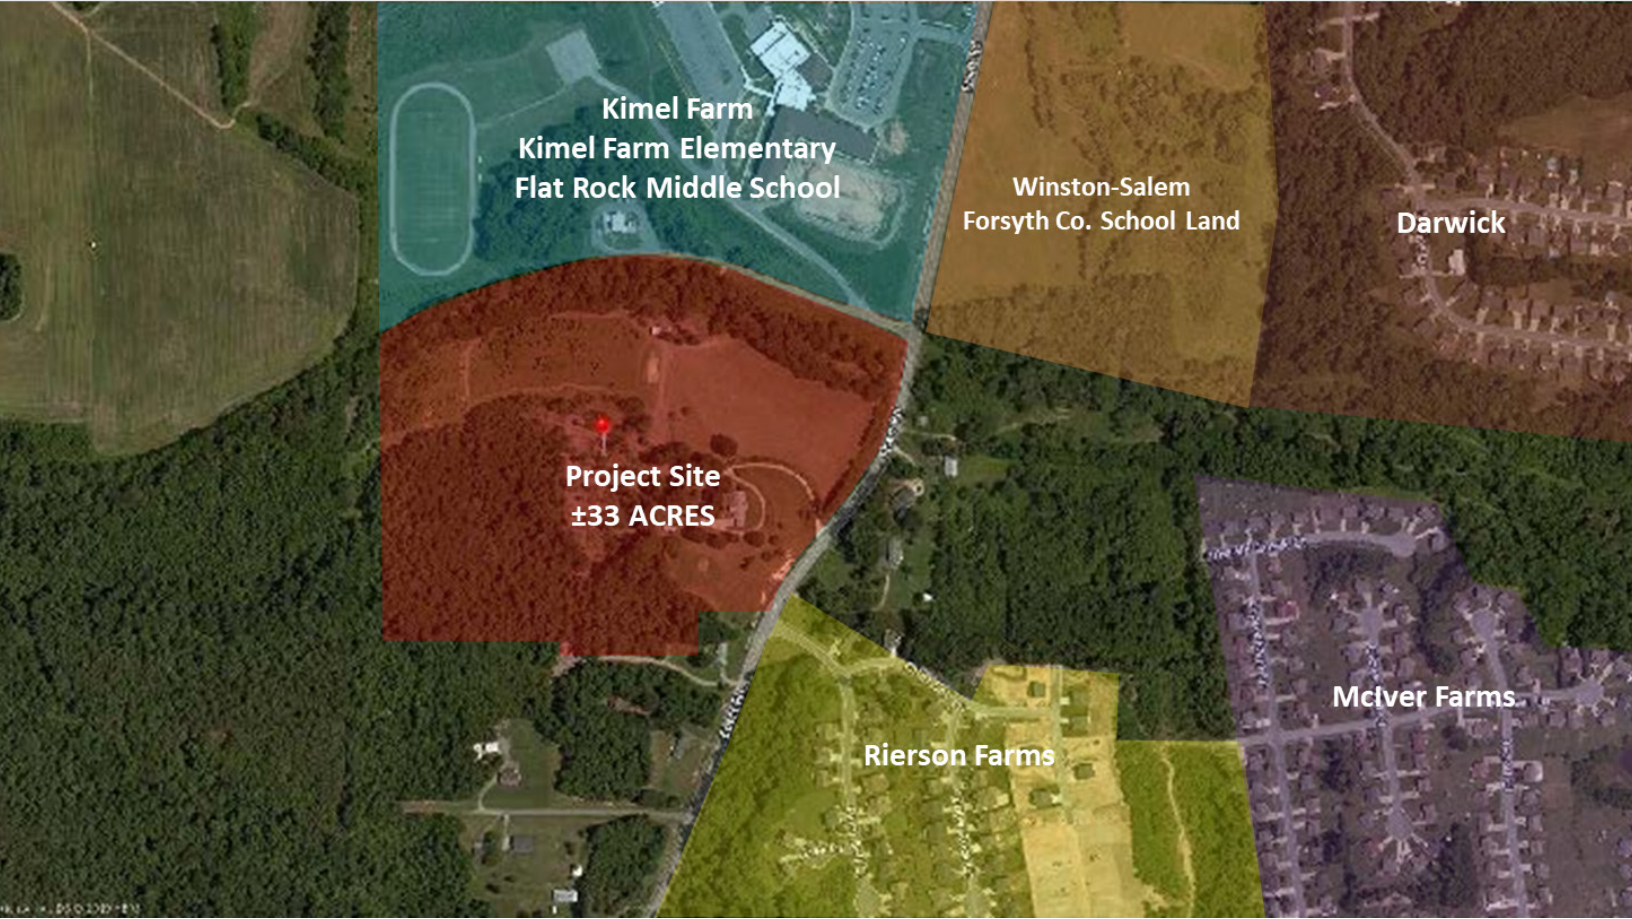 Kimel Farm
Kimel Farm Elementary
Flat Rock Middle School
Winston-Salem
Forsyth Co. School Land
Darwick
Project Site
±33 ACRES
McIver Farms
Rierson Farms